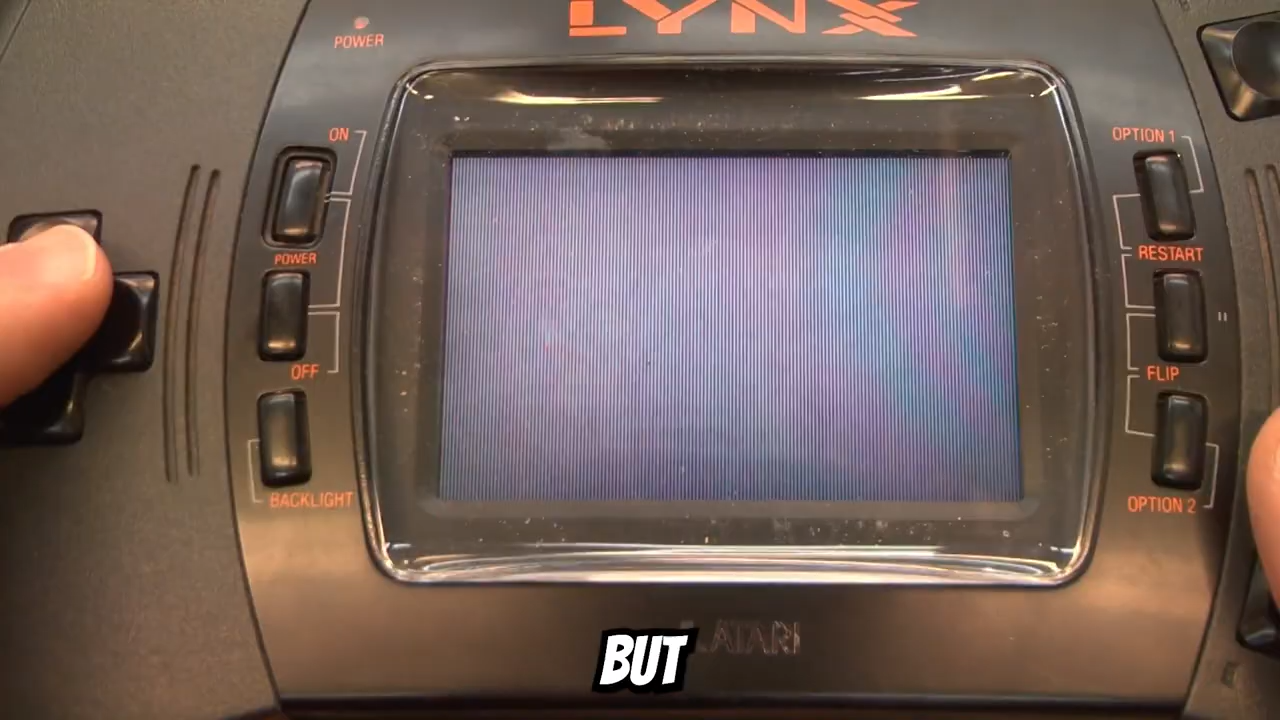 LYNX
POWER
ON
OPTION 1
POWER
RESTART
OFF
FLIP
BACKLIGHT
OPTION 2
ATARI
BUT